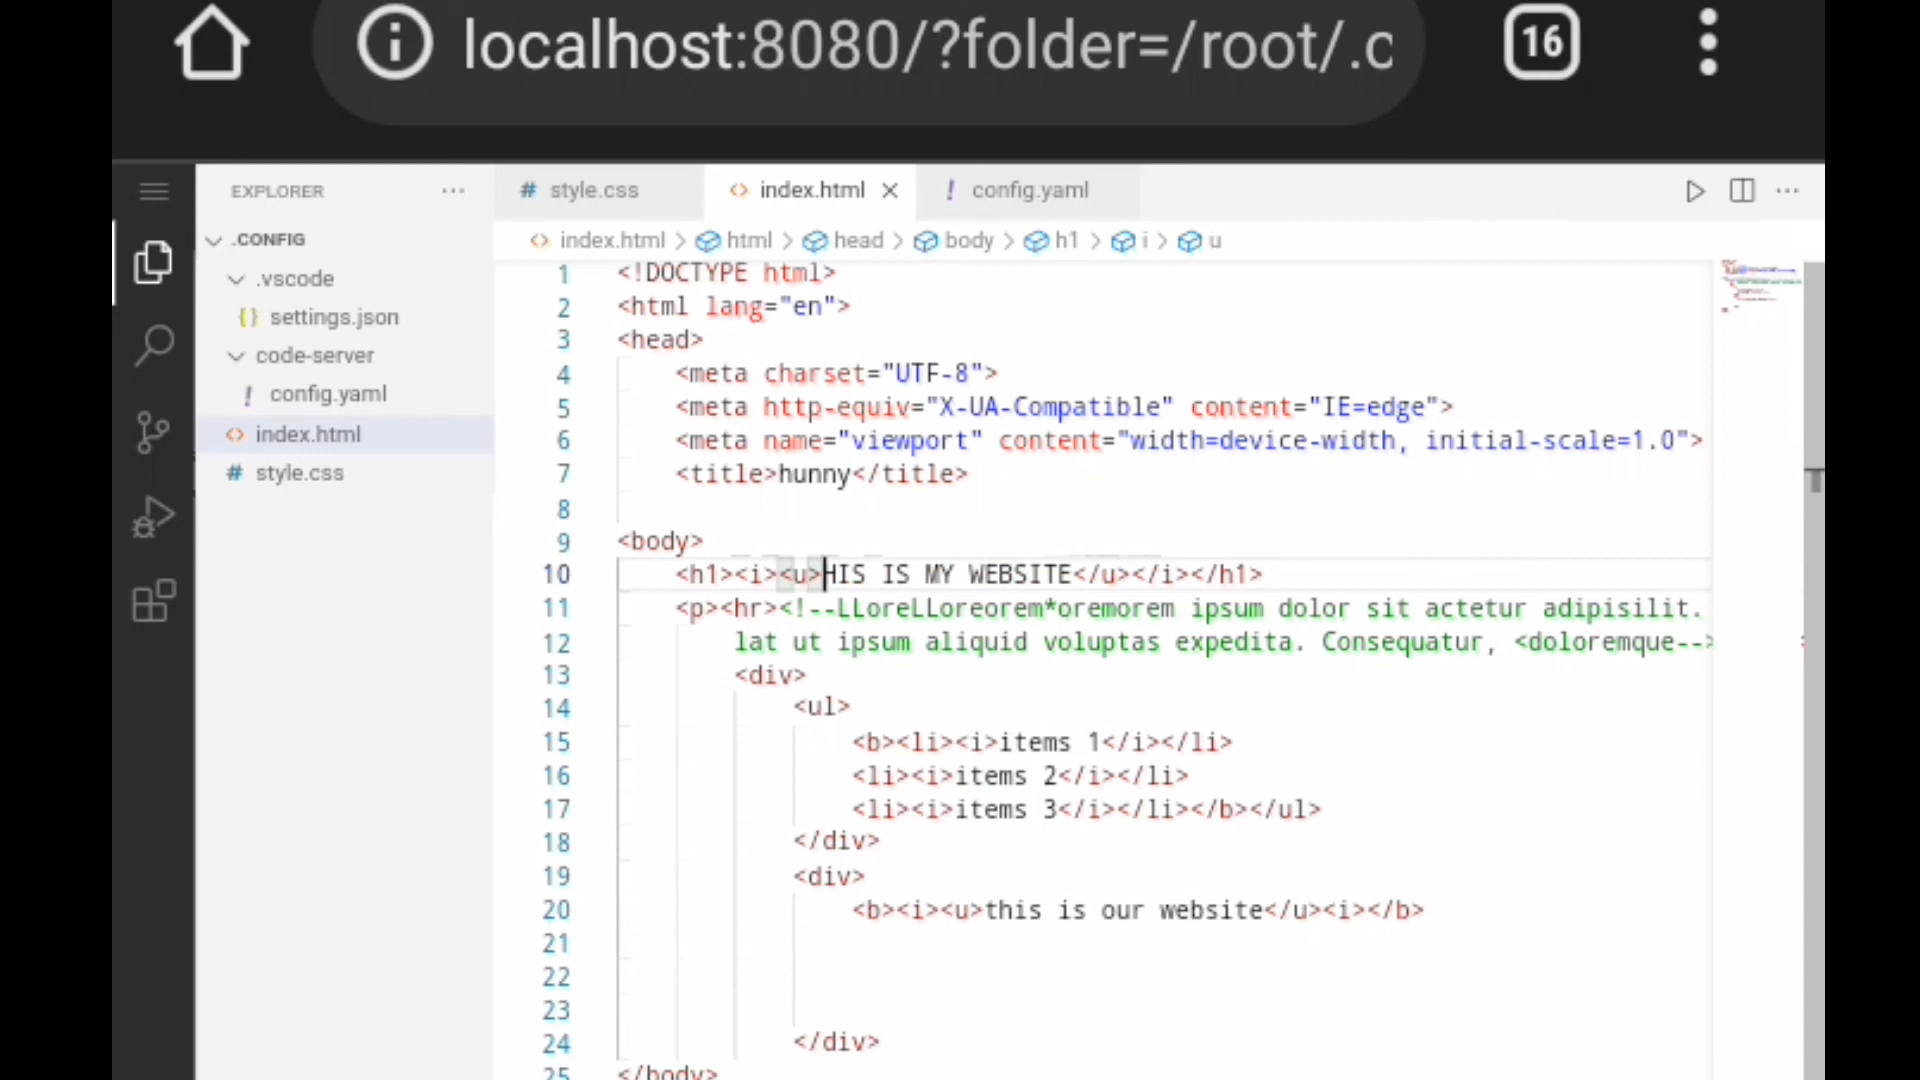 localhost:8080/?folder=/root/.c
16
EXPLORER
style.css
index.html
config.yaml
.CONFIG
index.html > html > head > body > h1 > i > u
.vscode
settings.json
code-server
config.yaml
index.html
style.css
1 <!DOCTYPE html>
2 <html lang="en">
3 <head>
4 <meta charset="UTF-8">
5 <meta http-equiv="X-UA-Compatible" content="IE=edge">
6 <meta name="viewport" content="width=device-width, initial-scale=1.0">
7 <title>hunny</title>
8
9 <body>
10 <h1><i><u>HIS IS MY WEBSITE</u></i></h1>
11 <p><hr><!--LLoreLLoreorem*oremorem ipsum dolor sit actetur adipisilit.
12 lat ut ipsum aliquid voluptas expedita. Consequatur, <doloremque-->
13 <div>
14 <ul>
15 <b><li><i>items 1</i></li>
16 <li><i>items 2</i></li>
17 <li><i>items 3</i></li></b></ul>
18 </div>
19 <div>
20 <b><i><u>this is our website</u><i></b>
21
22
23
24 </div>
25 </body>